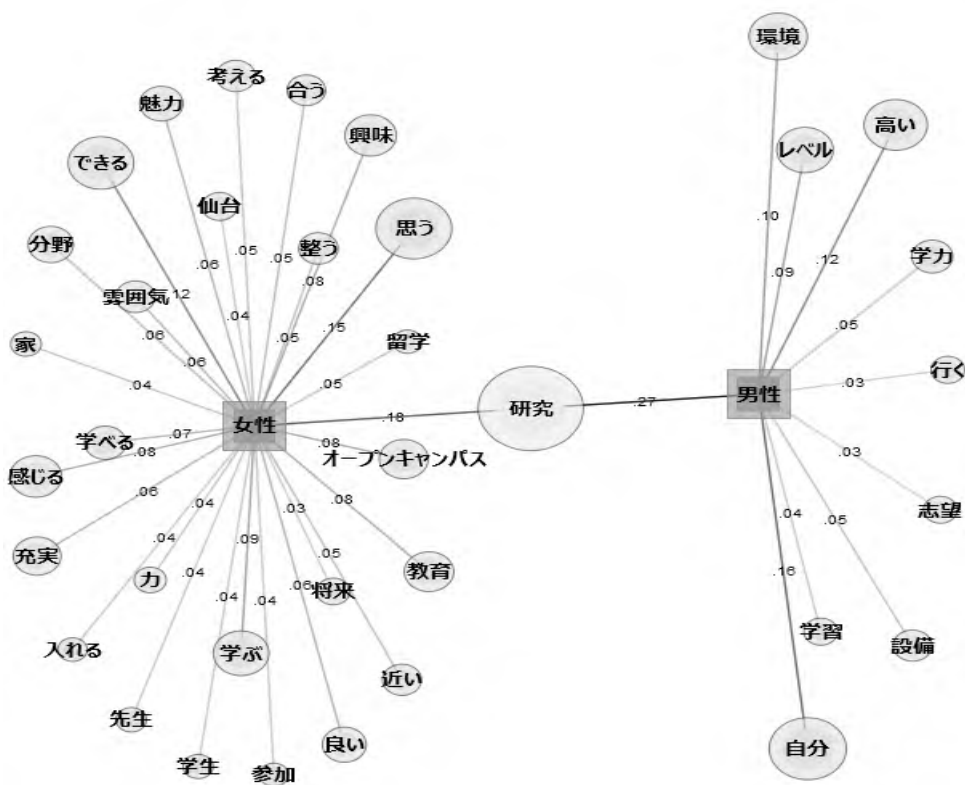 環境
考える
合う
魅力
高い
興味
レベル
できる
仙台
.10
思う
分野
整う
.05
.05
学力
.06
.08
.12
.09
雰囲気
.12
.04
.15
.06
.05
留学
家
.06
.05
.05
行く
.04
.03
女性
.18
研究
.27
男性
.07
学べる
.08
.08
オープンキャンパス
感じる
.03
.06
.04
.03
.08
志望
充実
.04
.09
.05
.04
.05
力
.04
教育
.16
.04
.04
.06
将来
入れる
学ぶ
学習
設備
近い
先生
良い
自分
学生
参加